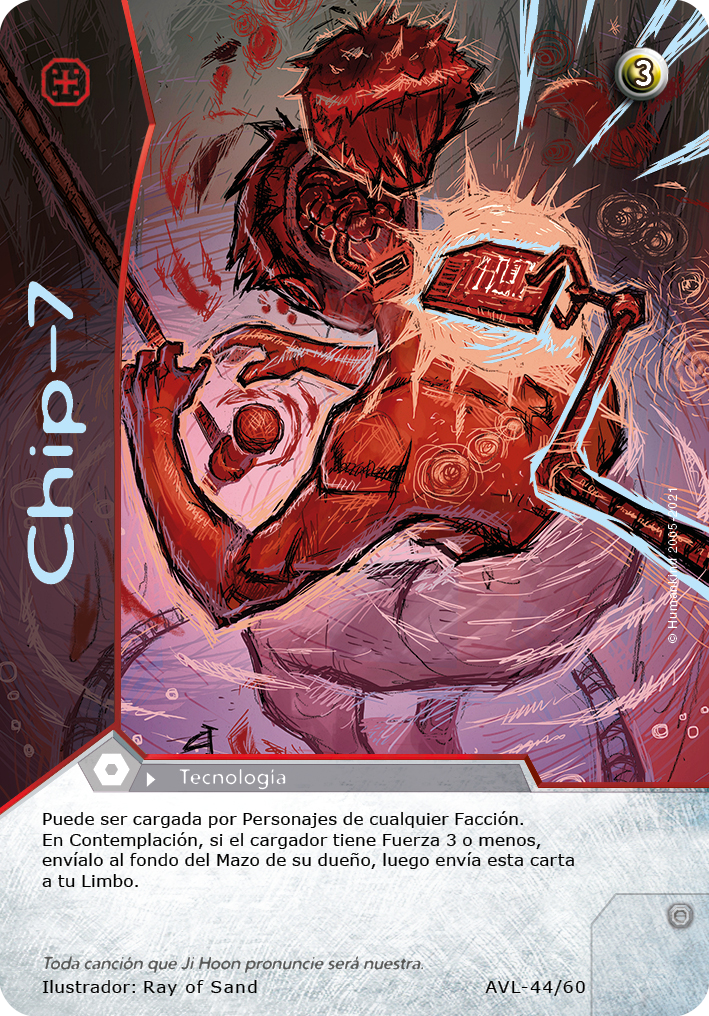 3
Chip-7
© HumanKind 2005-2021
Tecnología
Puede ser cargada por Personajes de cualquier Facción.
En Contemplación, si el cargador tiene Fuerza 3 o menos,
envíalo al fondo del Mazo de su dueño, luego envía esta carta
a tu Limbo.
Toda canción que Ji Hoon pronuncie será nuestra.
Ilustrador: Ray of Sand
AVL-44/60